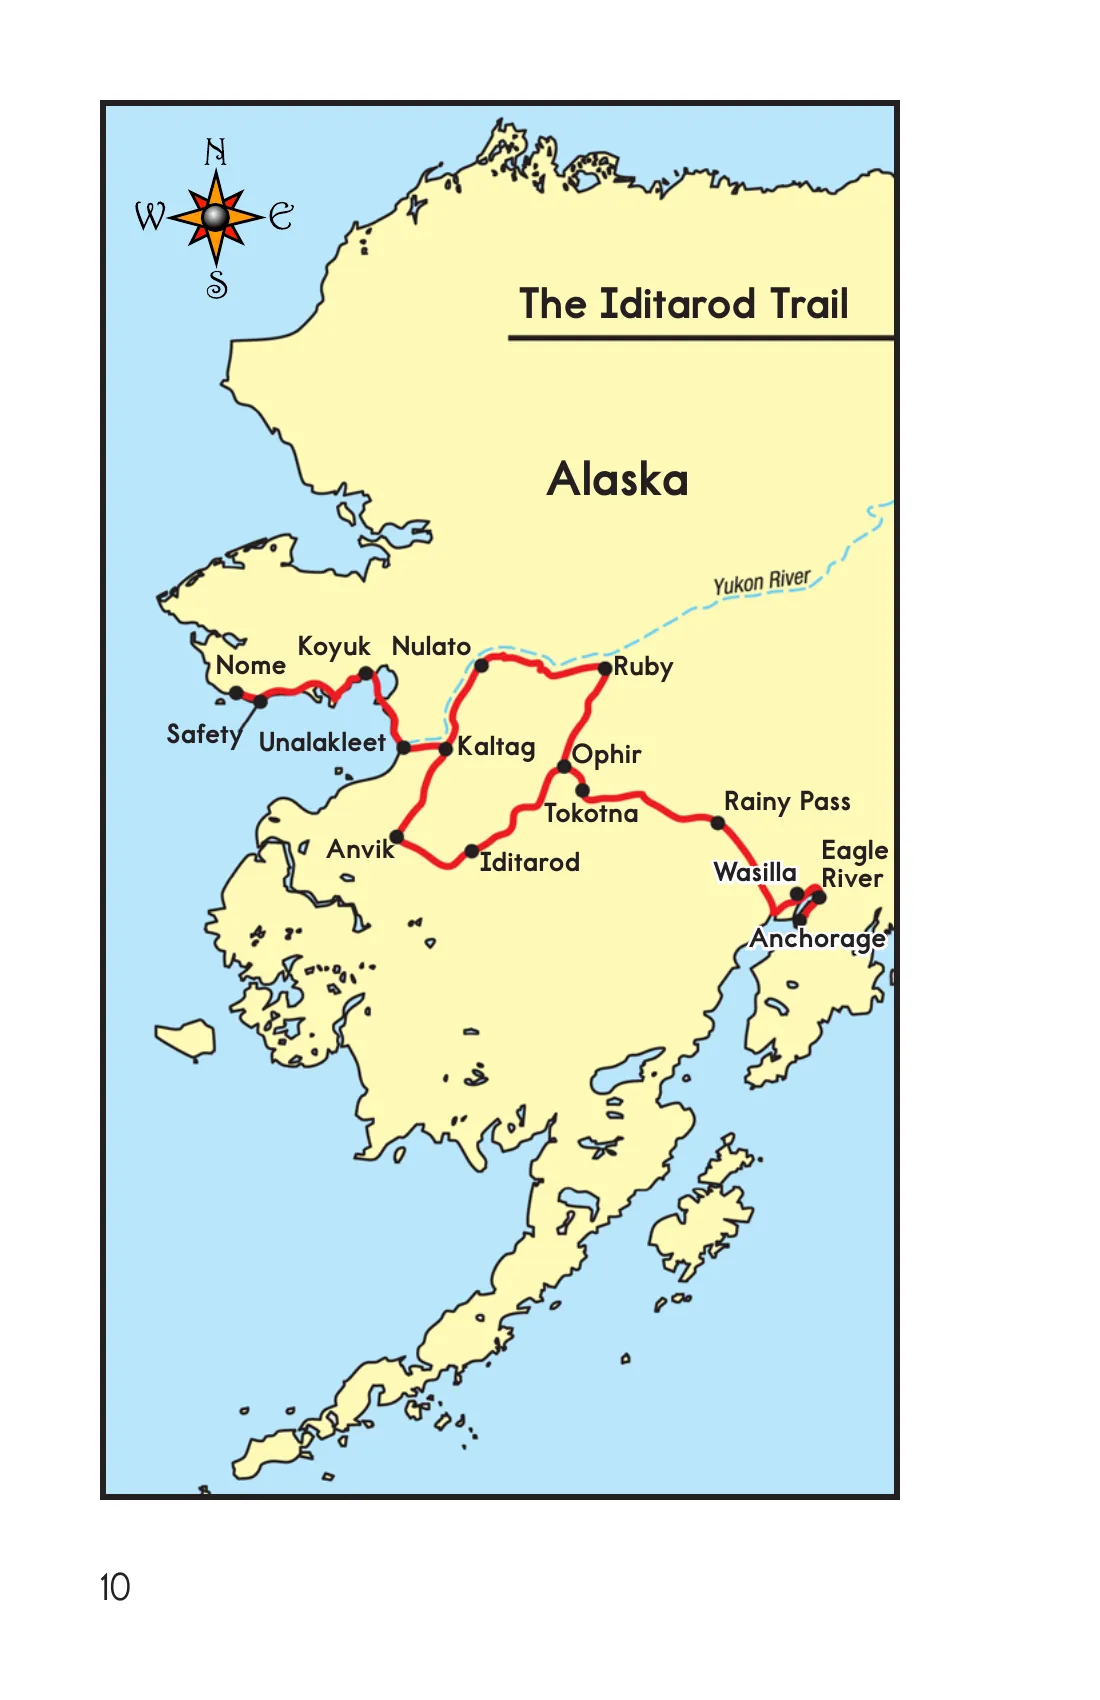 N
W
E
S
The Iditarod Trail
Alaska
Yukon River
Koyuk
Nulato
Nome
Ruby
Safety
Unalakleet
Kaltag
Ophir
Rainy Pass
Tokotna
Anvik
Iditarod
Eagle
River
Wasilla
Anchorage
10